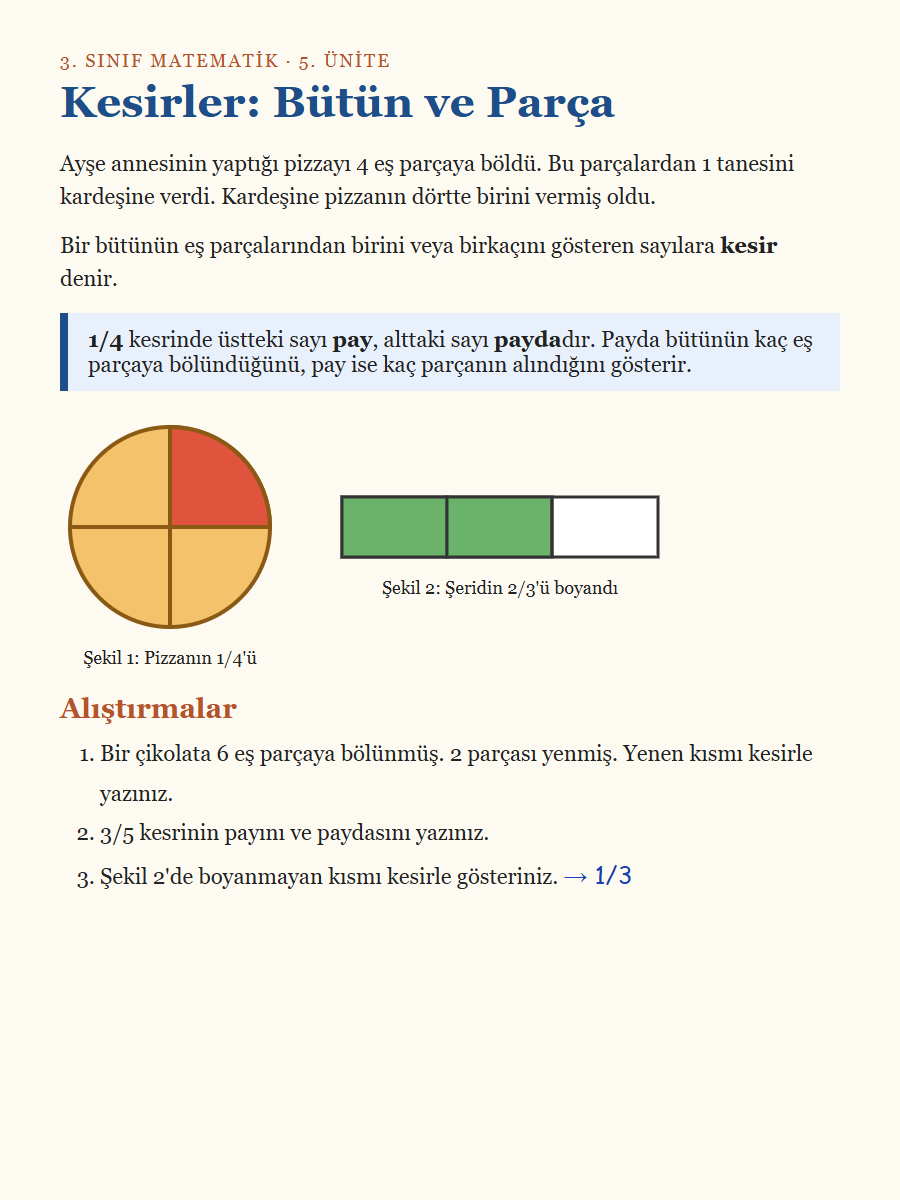 3. SINIF MATEMATİK · 5. ÜNİTE
Kesirler: Bütün ve Parça
Ayşe annesinin yaptığı pizzayı 4 eş parçaya böldü. Bu parçalardan 1 tanesini
kardeşine verdi. Kardeşine pizzanın dörtte birini vermiş oldu.
Bir bütünün eş parçalarından birini veya birkaçını gösteren sayılara kesir
denir.
1/4 kesrinde üstteki sayı pay, alttaki sayı paydadır. Payda bütünün kaç eş
parçaya bölündüğünü, pay ise kaç parçanın alındığını gösterir.
Şekil 1: Pizzanın 1/4'ü
Şekil 2: Şeridin 2/3'ü boyandı
Alıştırmalar
1. Bir çikolata 6 eş parçaya bölünmüş. 2 parçası yenmiş. Yenen kısmı kesirle
yazınız.
2. 3/5 kesrinin payını ve paydasını yazınız.
3. Şekil 2'de boyanmayan kısmı kesirle gösteriniz. → 1/3